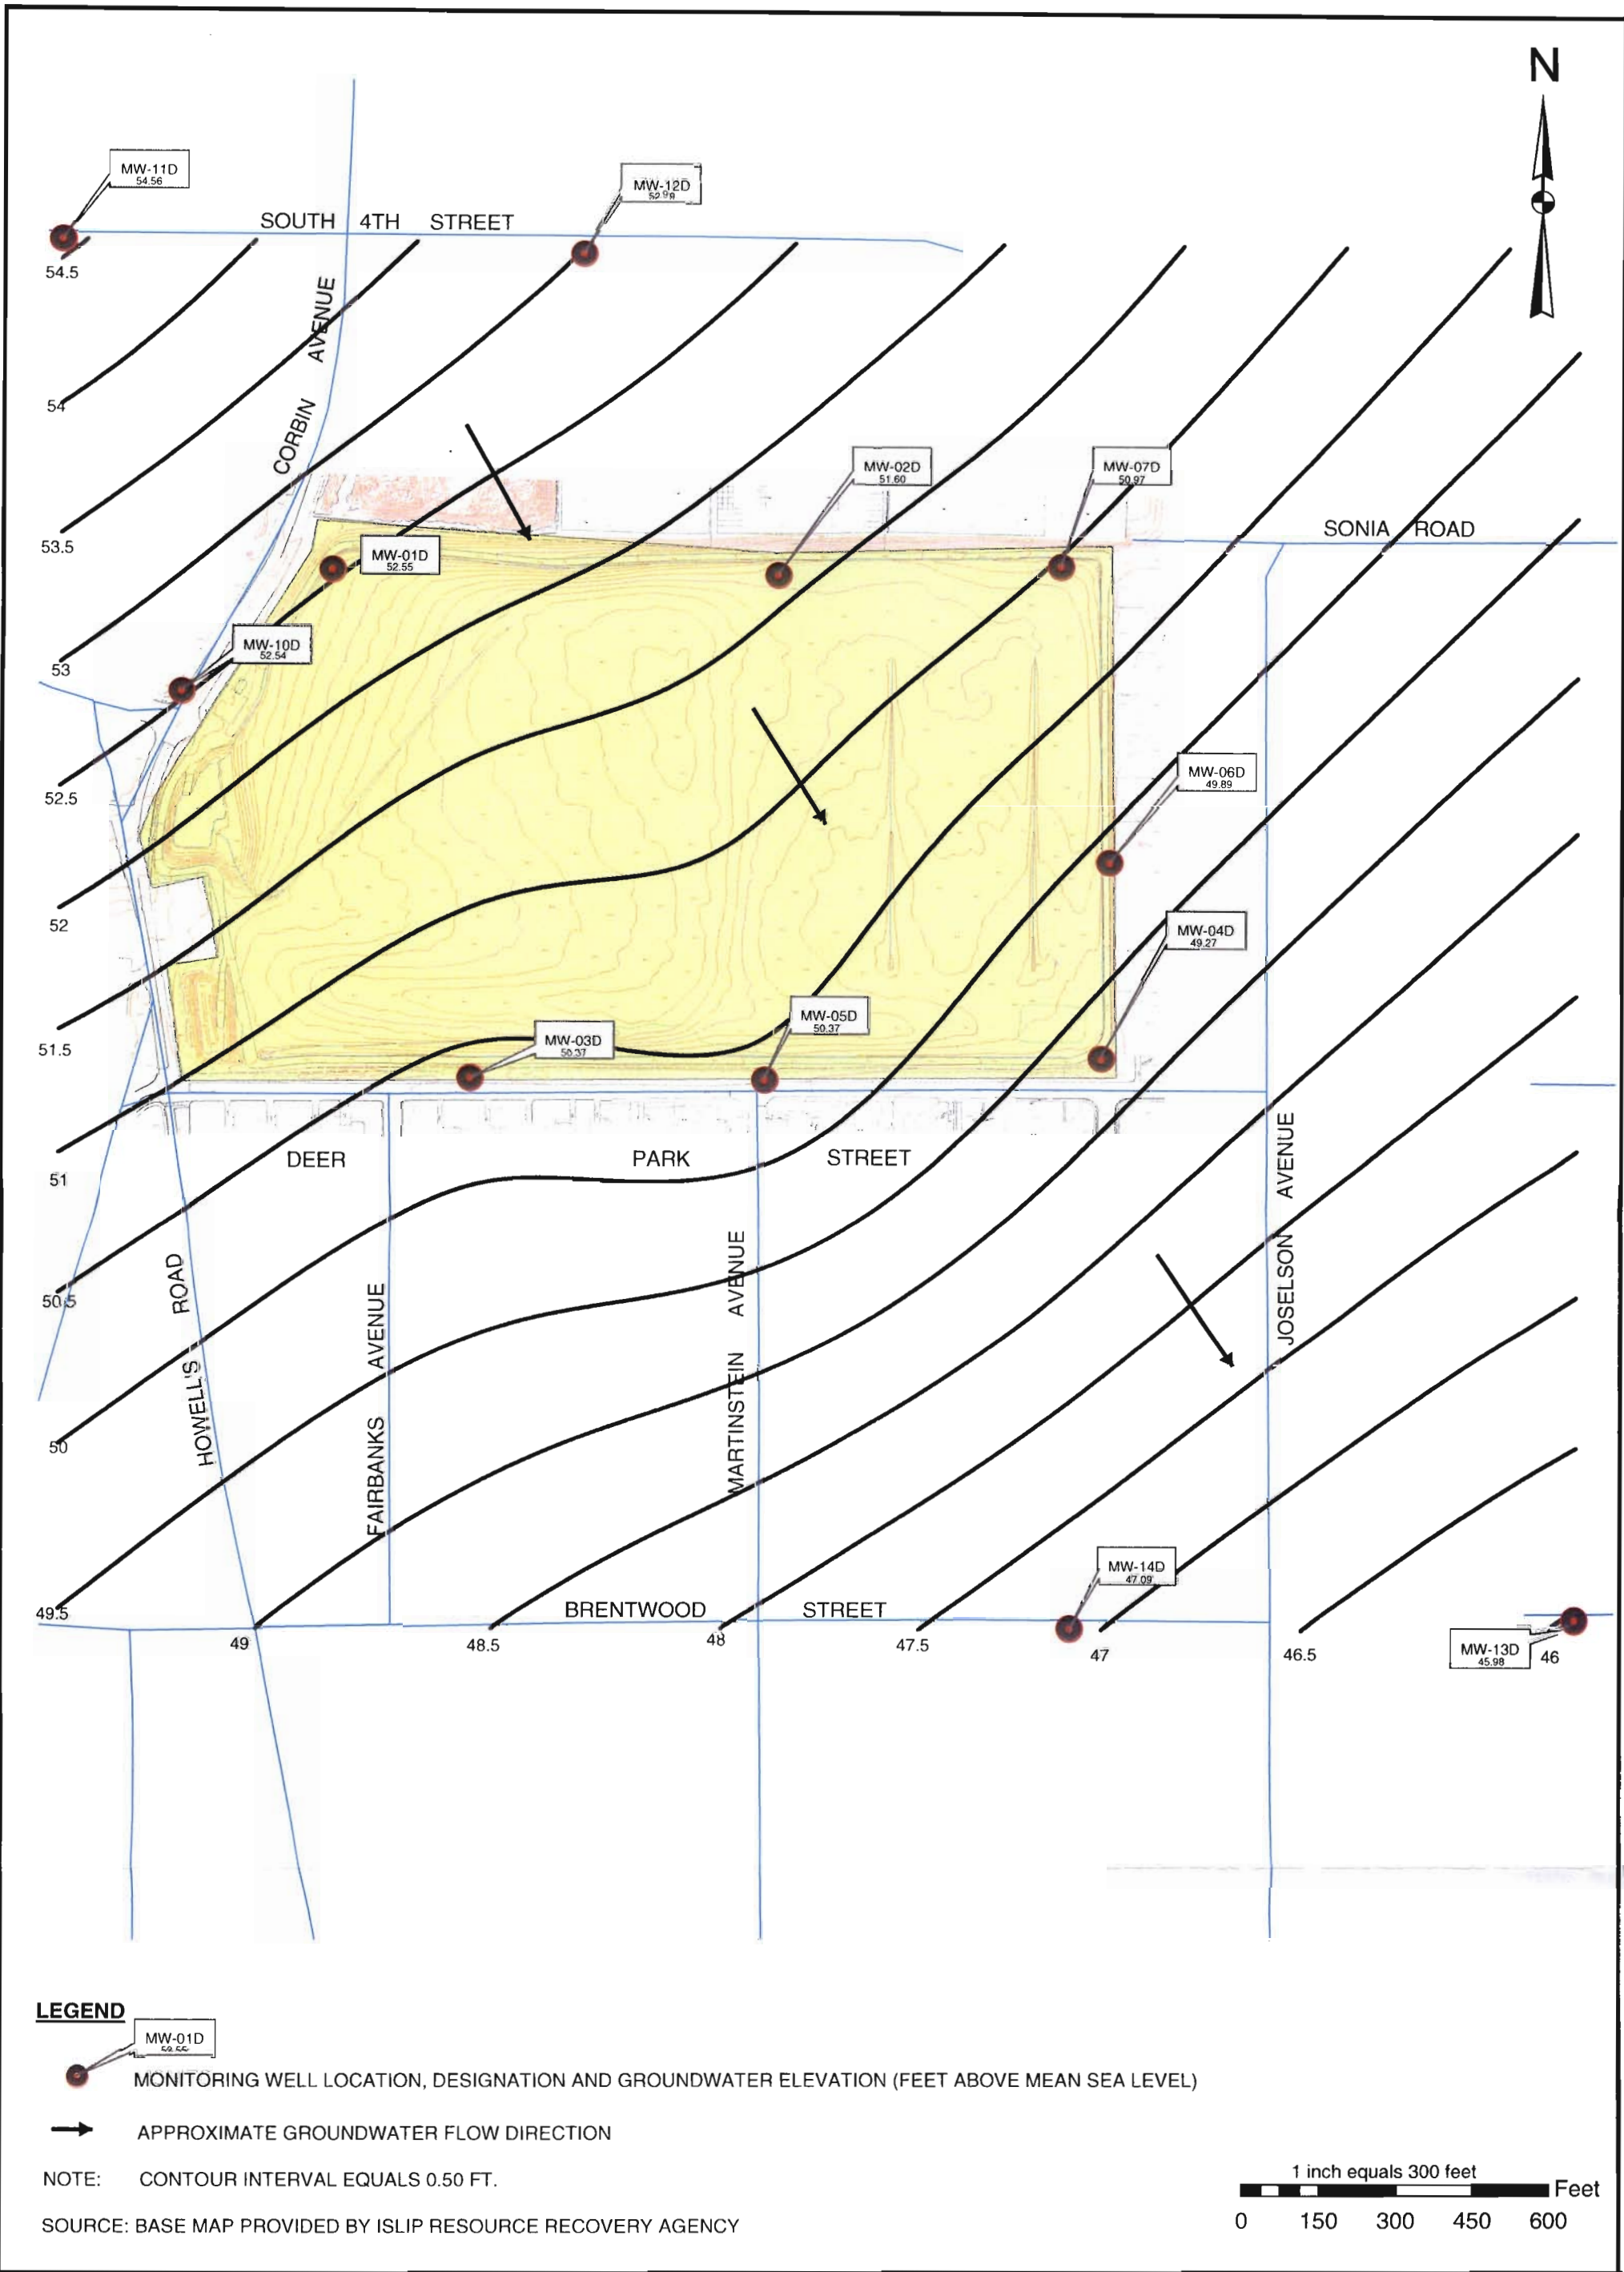 N
MW-11D
54.56
MW-12D
52.98
SOUTH 4TH STREET
54.5
CORBIN AVENUE
54
MW-02D
51.60
MW-07D
50.97
SONIA ROAD
53.5
MW-01D
52.55
MW-10D
52.54
53
MW-06D
49.89
52.5
52
MW-04D
49.27
MW-05D
50.37
MW-03D
50.37
51.5
DEER PARK STREET
51
JOSELSON AVENUE
50.5
HOWELL'S ROAD
FAIRBANKS AVENUE
MARTINSTEIN AVENUE
50
MW-14D
47.09
49.5
BRENTWOOD STREET
49
48.5
48
47.5
47
46.5
MW-13D
45.98
46
LEGEND
MW-01D
MONITORING WELL LOCATION, DESIGNATION AND GROUNDWATER ELEVATION (FEET ABOVE MEAN SEA LEVEL)
APPROXIMATE GROUNDWATER FLOW DIRECTION
NOTE: CONTOUR INTERVAL EQUALS 0.50 FT.
SOURCE: BASE MAP PROVIDED BY ISLIP RESOURCE RECOVERY AGENCY
1 inch equals 300 feet
Feet
0 150 300 450 600